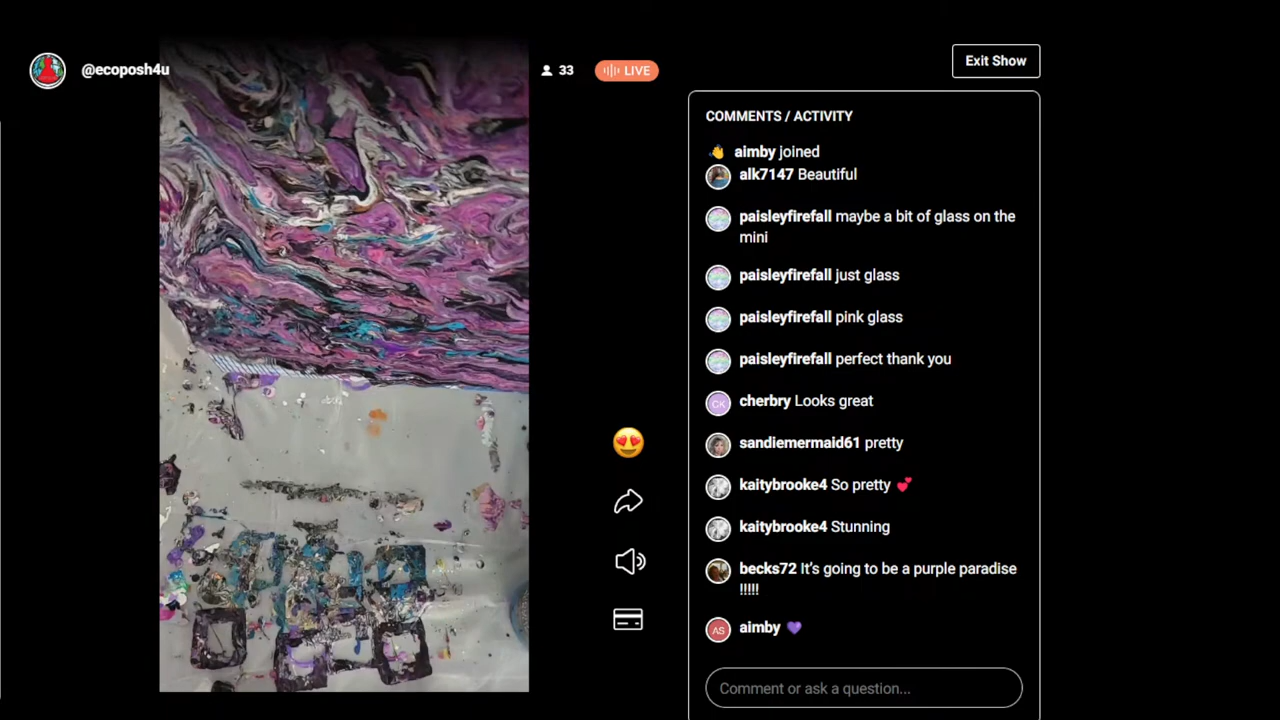 @ecoposh4u
33
LIVE
Exit Show
COMMENTS / ACTIVITY
👋 aimby joined
alk7147 Beautiful
paisleyfirefall maybe a bit of glass on the
mini
paisleyfirefall just glass
paisleyfirefall pink glass
paisleyfirefall perfect thank you
CK
cherbry Looks great
sandiemermaid61 pretty
kaitybrooke4 So pretty 💕
kaitybrooke4 Stunning
becks72 It's going to be a purple paradise
!!!!!
AS
aimby 💜
Comment or ask a question...